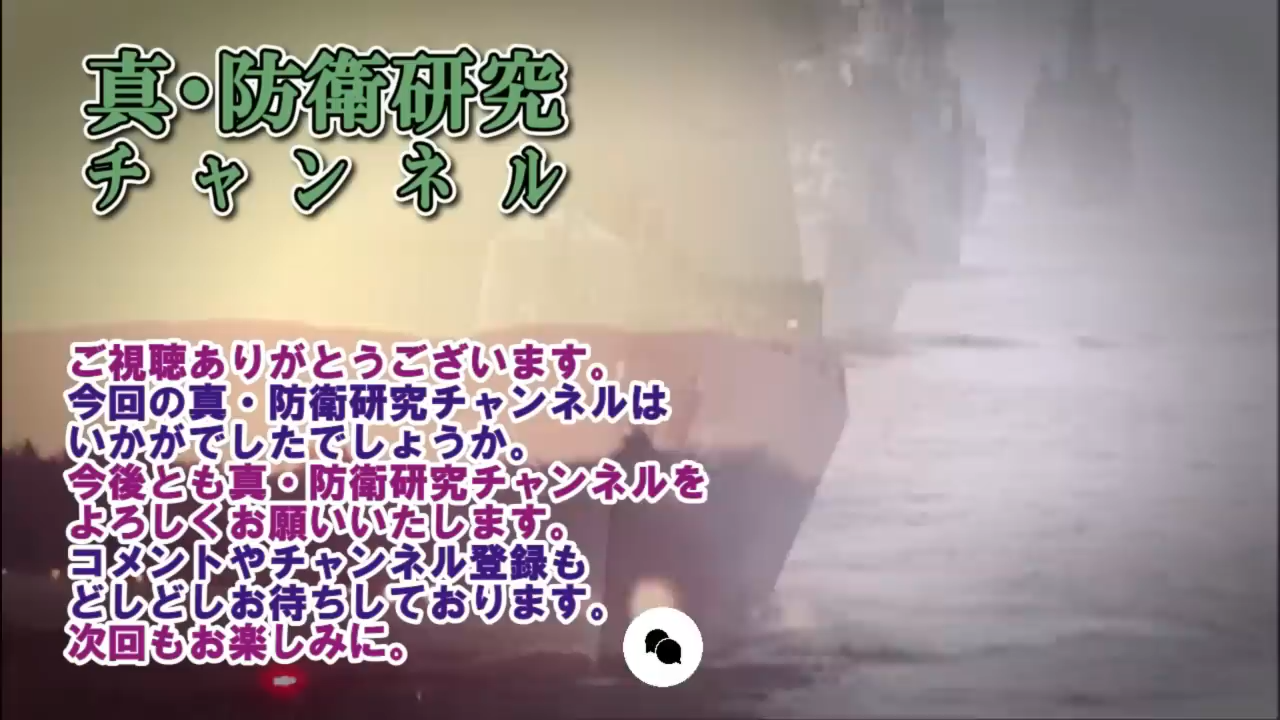 真・防衛研究
チャンネル
ご視聴ありがとうございます。
今回の真・防衛研究チャンネルは
いかがでしたでしょうか。
今後とも真・防衛研究チャンネルを
よろしくお願いいたします。
コメントやチャンネル登録も
どしどしお待ちしております。
次回もお楽しみに。